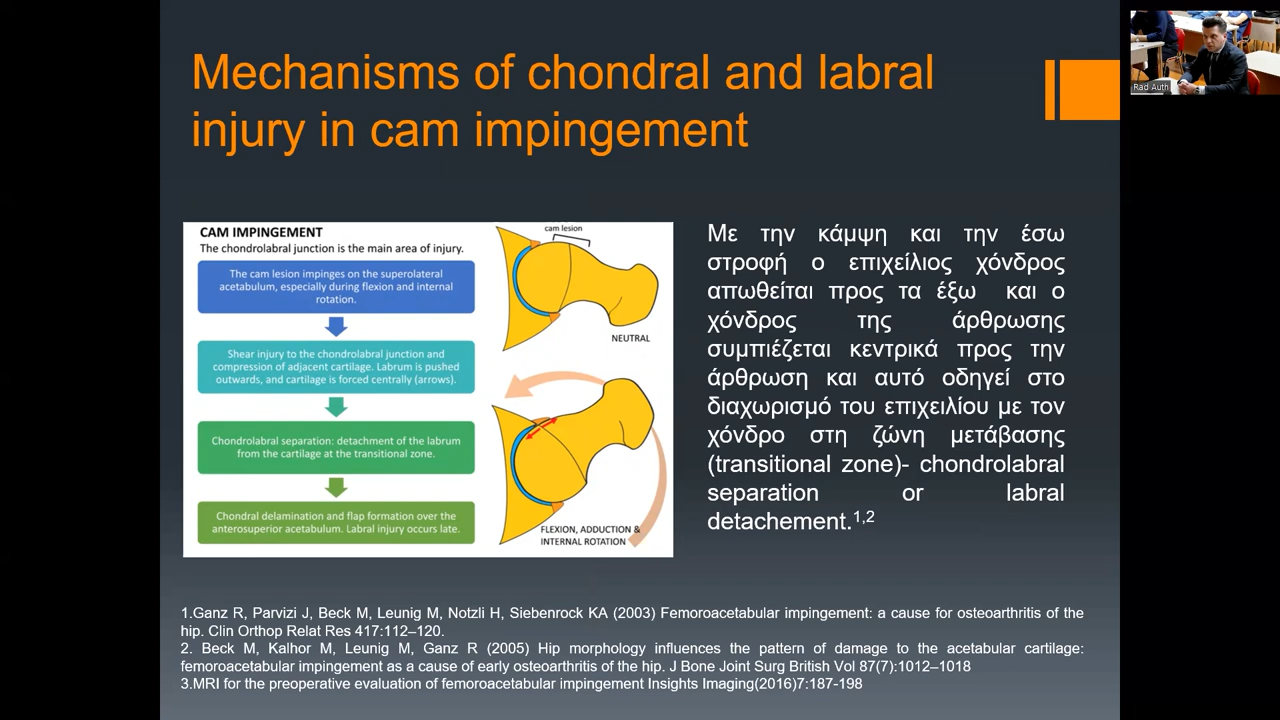 Mechanisms of chondral and labral
injury in cam impingement
Rad Auth
CAM IMPINGEMENT
The chondrolabral junction is the main area of injury.
The cam lesion impinges on the superolateral
acetabulum, especially during flexion and internal
rotation.
Shear injury to the chondrolabral junction and
compression of adjacent cartilage. Labrum is pushed
outwards, and cartilage is forced centrally (arrows).
Chondrolabral separation: detachment of the labrum
from the cartilage at the transitional zone.
Chondral delamination and flap formation over the
anterosuperior acetabulum. Labral injury occurs late.
cam lesion
NEUTRAL
FLEXION, ADDUCTION &
INTERNAL ROTATION
Με την κάμψη και την έσω
στροφή ο επιχείλιος χόνδρος
απωθείται προς τα έξω και ο
χόνδρος της άρθρωσης
συμπιέζεται κεντρικά προς την
άρθρωση και αυτό οδηγεί στο
διαχωρισμό του επιχειλίου με τον
χόνδρο στη ζώνη μετάβασης
(transitional zone)- chondrolabral
separation or labral
detachement.1,2
1.Ganz R, Parvizi J, Beck M, Leunig M, Notzli H, Siebenrock KA (2003) Femoroacetabular impingement: a cause for osteoarthritis of the
hip. Clin Orthop Relat Res 417:112–120.
2. Beck M, Kalhor M, Leunig M, Ganz R (2005) Hip morphology influences the pattern of damage to the acetabular cartilage:
femoroacetabular impingement as a cause of early osteoarthritis of the hip. J Bone Joint Surg British Vol 87(7):1012–1018
3.MRI for the preoperative evaluation of femoroacetabular impingement Insights Imaging(2016)7:187-198